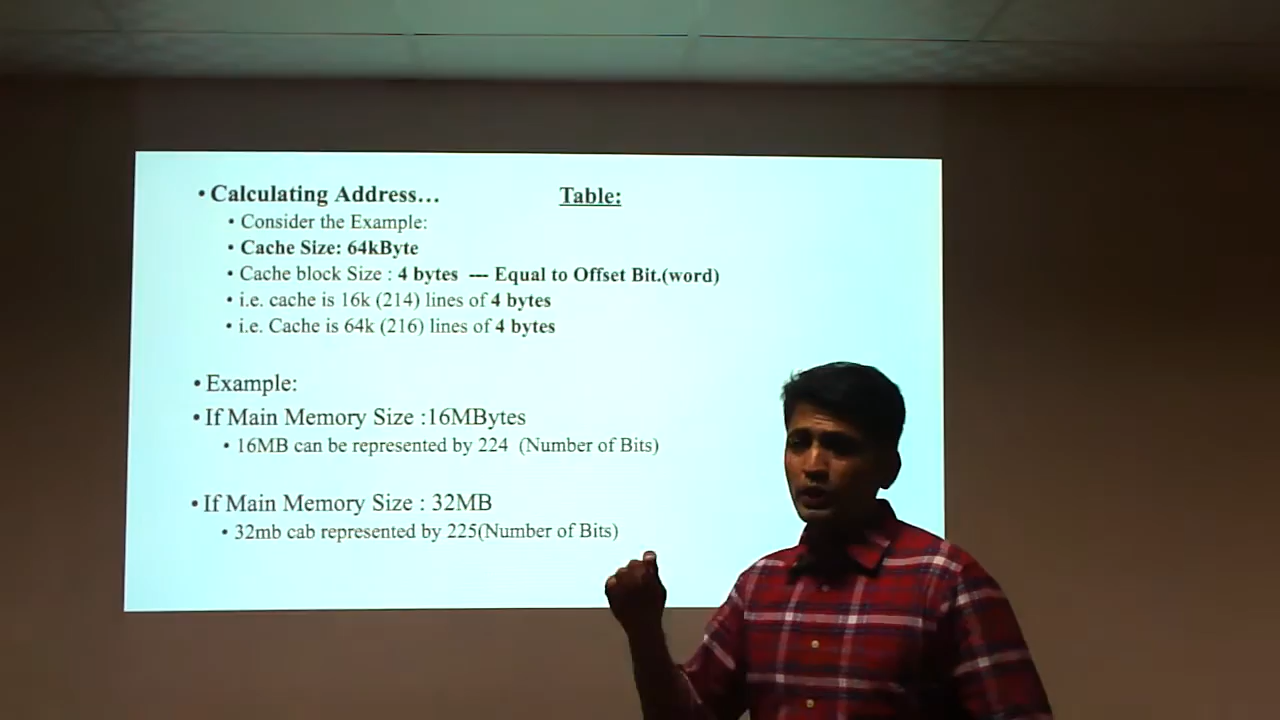 • Calculating Address… Table:
• Consider the Example:
• Cache Size: 64kByte
• Cache block Size : 4 bytes --- Equal to Offset Bit.(word)
• i.e. cache is 16k (214) lines of 4 bytes
• i.e. Cache is 64k (216) lines of 4 bytes
• Example:
• If Main Memory Size :16MBytes
• 16MB can be represented by 224 (Number of Bits)
• If Main Memory Size : 32MB
• 32mb cab represented by 225(Number of Bits)